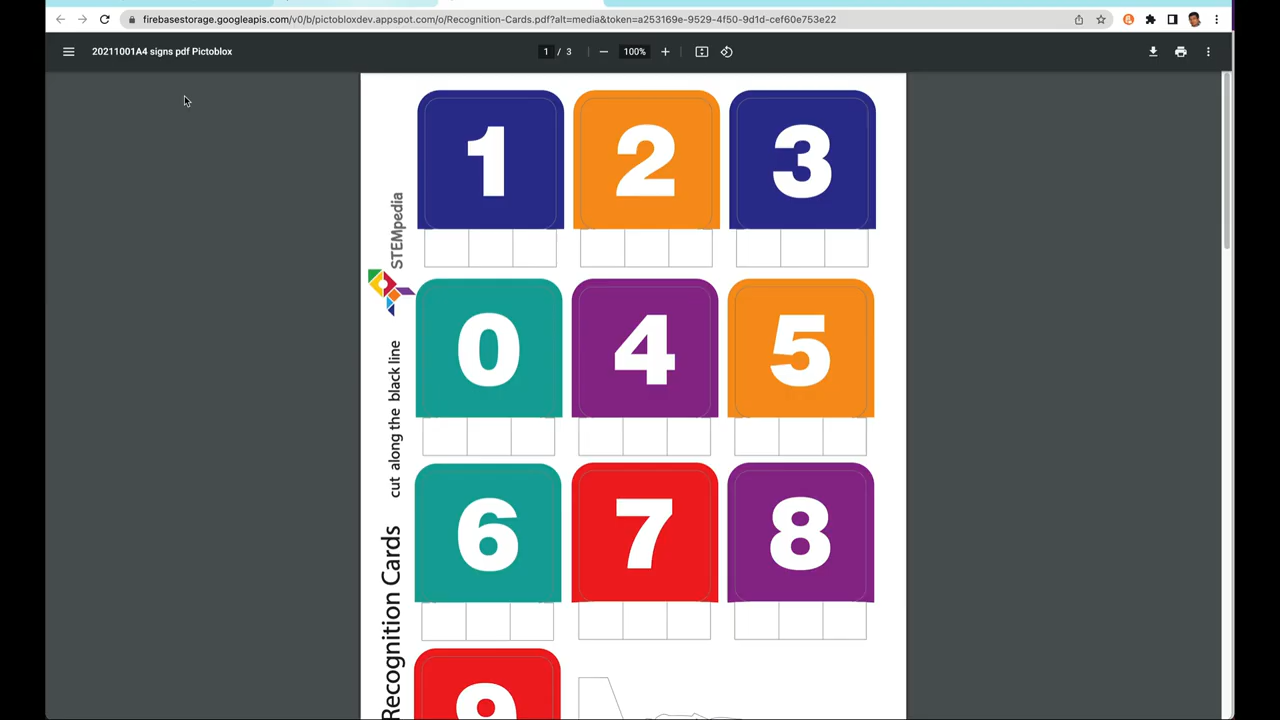 firebasestorage.googleapis.com/v0/b/pictobloxdev.appspot.com/o/Recognition-Cards.pdf?alt=media&token=a253169e-9529-4f50-9d1d-cef60e753e22
20211001A4 signs pdf Pictoblox
1 / 3
100%
1 2 3
STEMpedia
0 4 5
cut along the black line
6 7 8
Recognition Cards
9